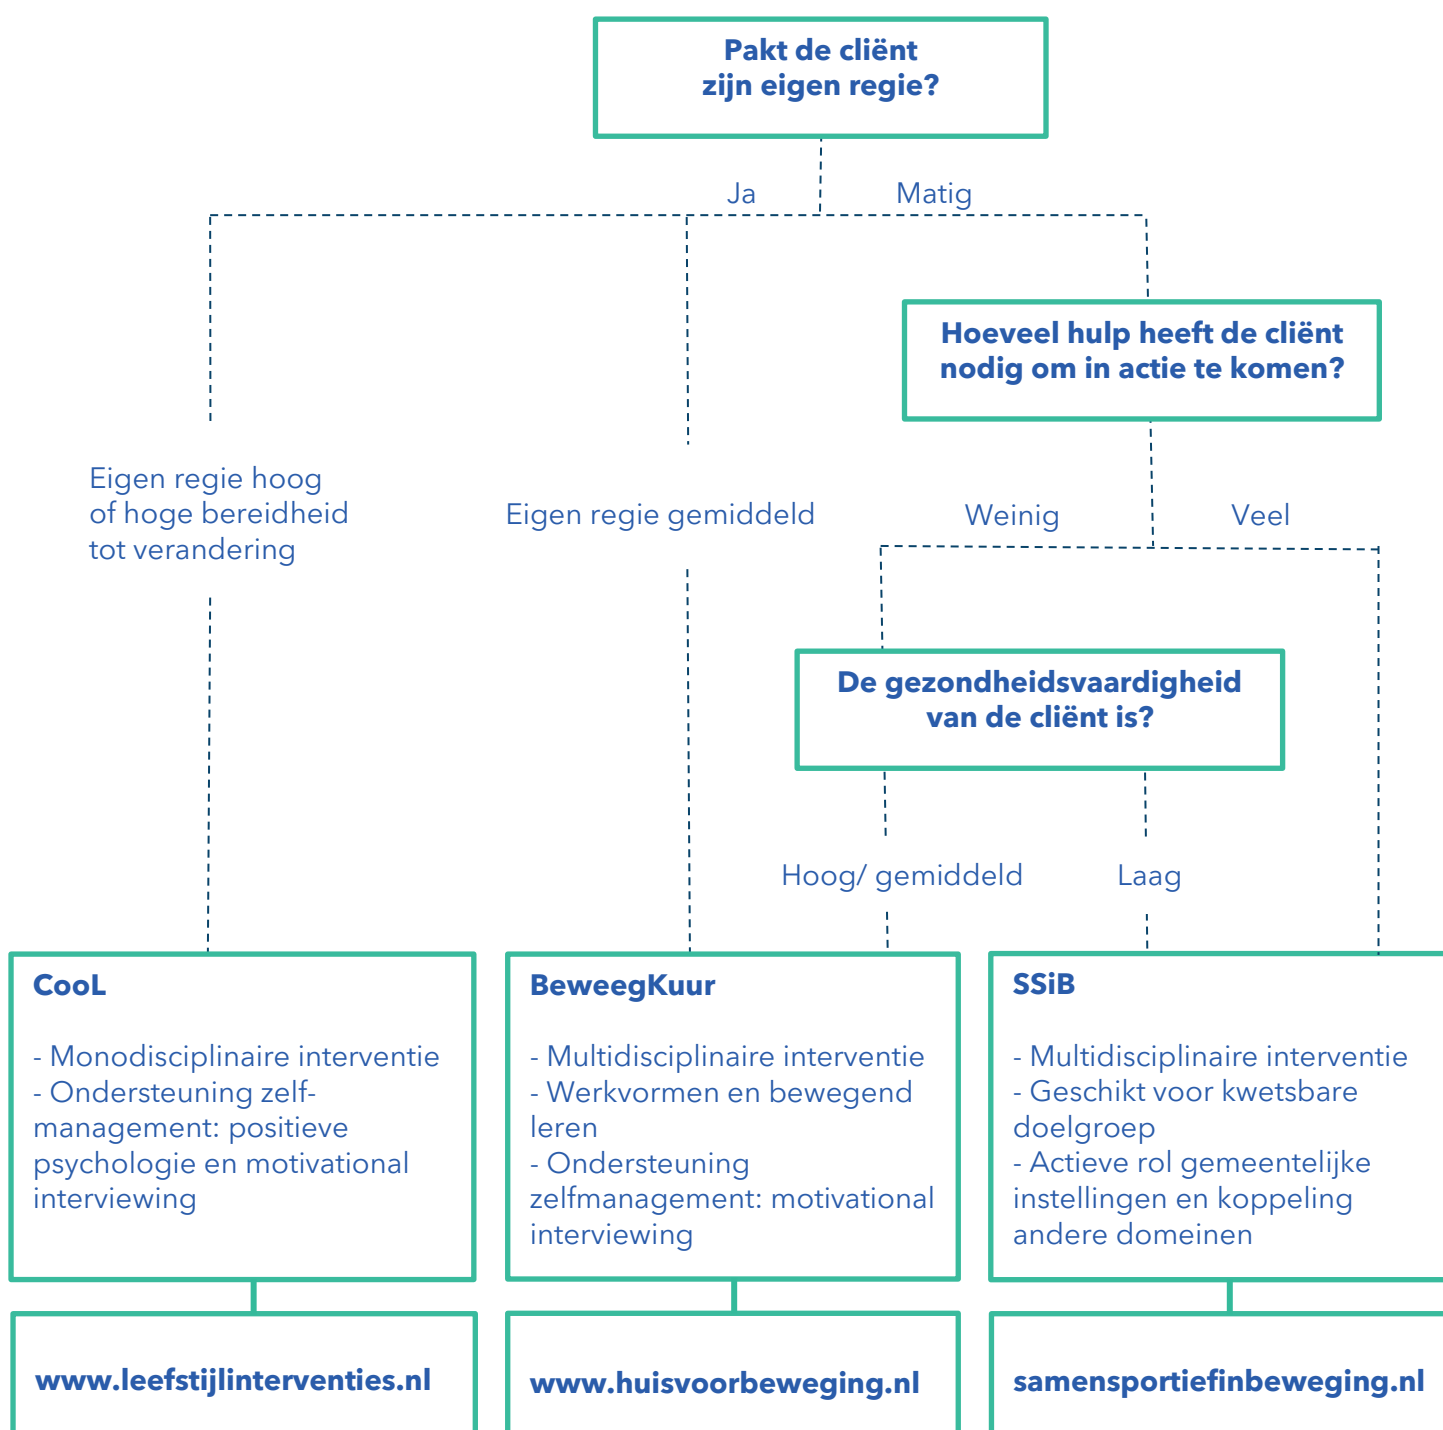 Pakt de cliënt
zijn eigen regie?
Ja
Matig
Hoeveel hulp heeft de cliënt
nodig om in actie te komen?
Eigen regie hoog
of hoge bereidheid
tot verandering
Eigen regie gemiddeld
Weinig
Veel
De gezondheidsvaardigheid
van de cliënt is?
Hoog/ gemiddeld
Laag
CooL
- Monodisciplinaire interventie
- Ondersteuning zelf-
management: positieve
psychologie en motivational
interviewing
BeweegKuur
- Multidisciplinaire interventie
- Werkvormen en bewegend
leren
- Ondersteuning
zelfmanagement: motivational
interviewing
SSiB
- Multidisciplinaire interventie
- Geschikt voor kwetsbare
doelgroep
- Actieve rol gemeentelijke
instellingen en koppeling
andere domeinen
www.leefstijlinterventies.nl
www.huisvoorbeweging.nl
samensportiefinbeweging.nl